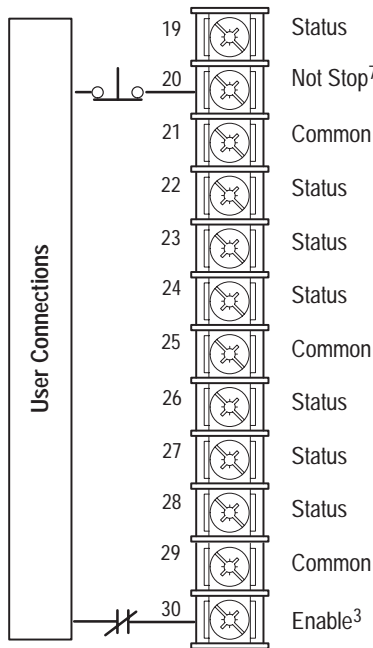 19 Status
20 Not Stop7
21 Common
22 Status
23 Status
24 Status
25 Common
26 Status
27 Status
28 Status
29 Common
30 Enable3
User Connections